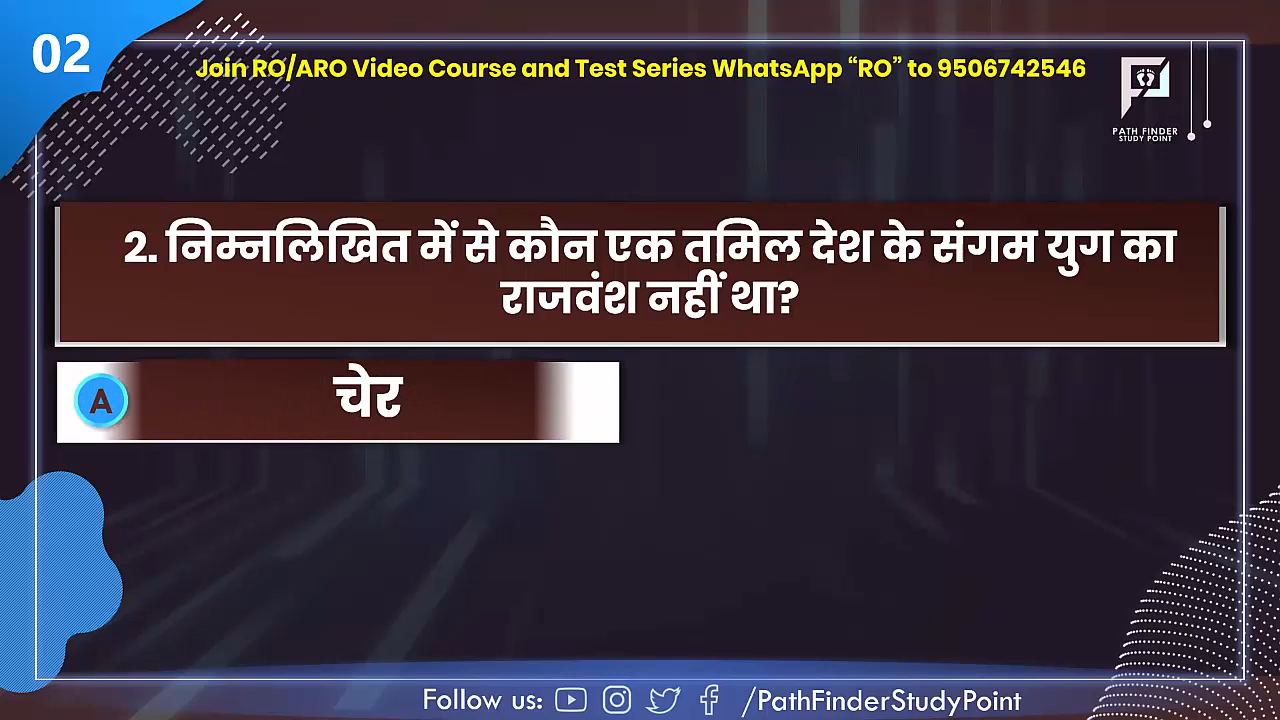 02
Join RO/ARO Video Course and Test Series WhatsApp “RO” to 9506742546
PATH FINDER
STUDY POINT
2. निम्नलिखित में से कौन एक तमिल देश के संगम युग का
राजवंश नहीं था?
A चेर
Follow us: /PathFinderStudyPoint